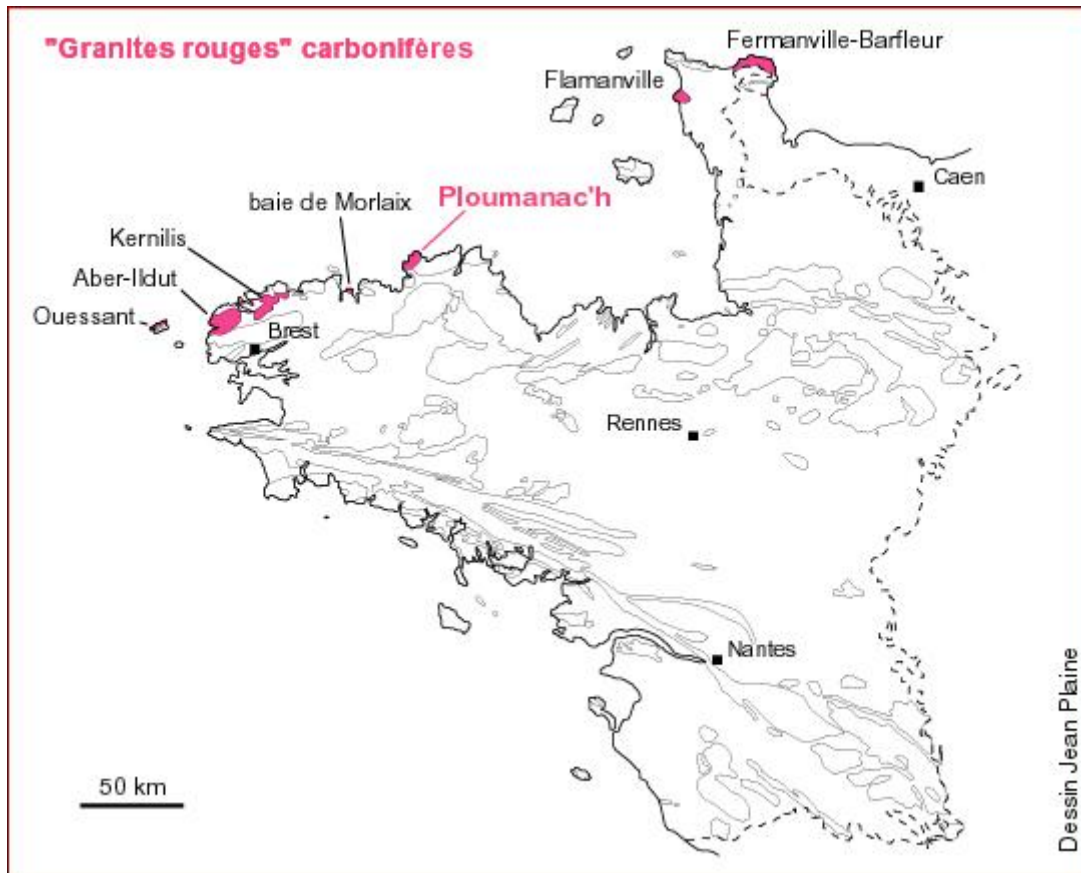 "Granites rouges" carbonifères
Fermanville-Barfleur
Flamanville
Caen
baie de Morlaix
Ploumanac'h
Kernilis
Aber-Ildut
Ouessant
Brest
Rennes
Nantes
50 km
Dessin Jean Plaine